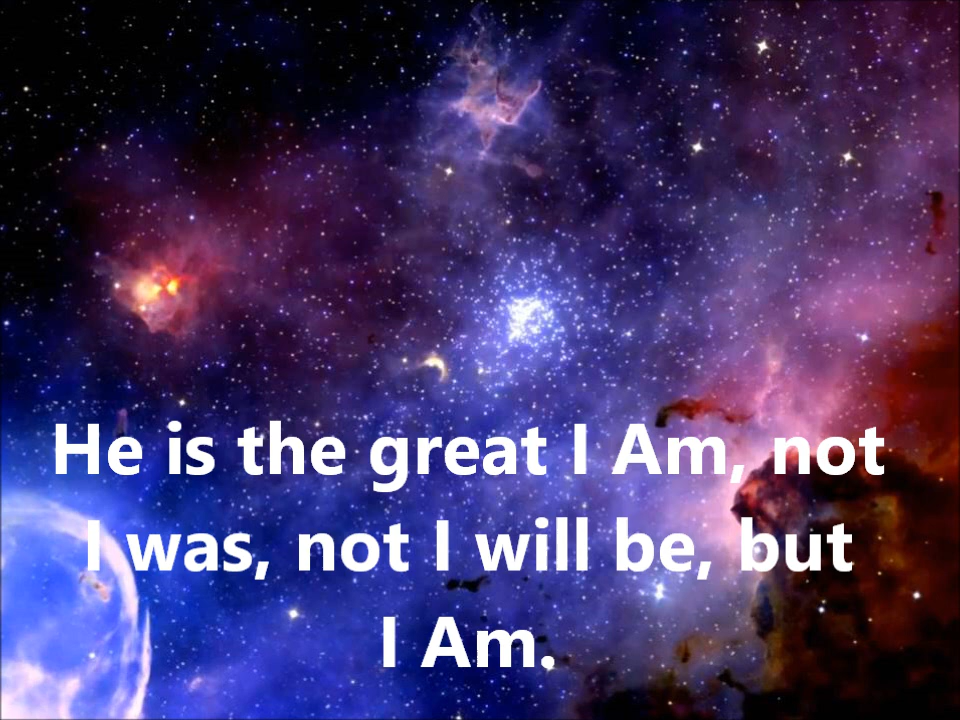 He is the great I Am, not
I was, not I will be, but
I Am.